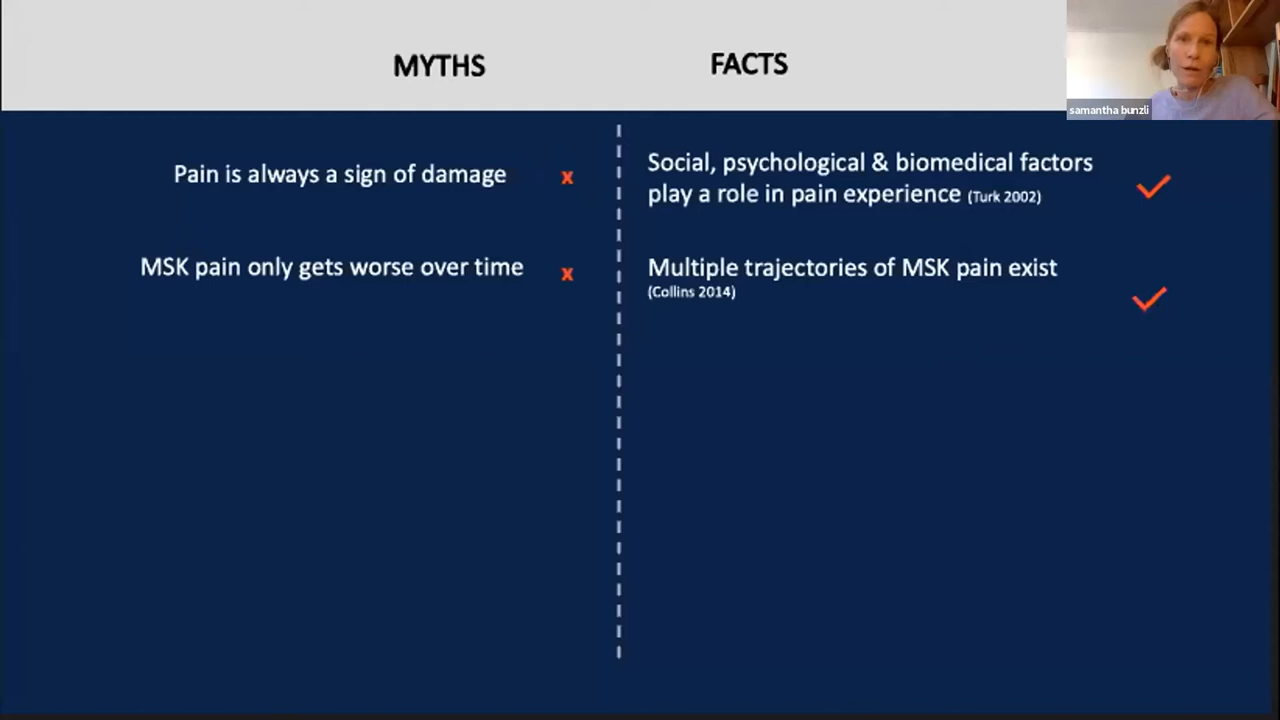 MYTHS
FACTS
samantha bunzli
Pain is always a sign of damage
x
Social, psychological & biomedical factors
play a role in pain experience (Turk 2002)
MSK pain only gets worse over time
x
Multiple trajectories of MSK pain exist
(Collins 2014)